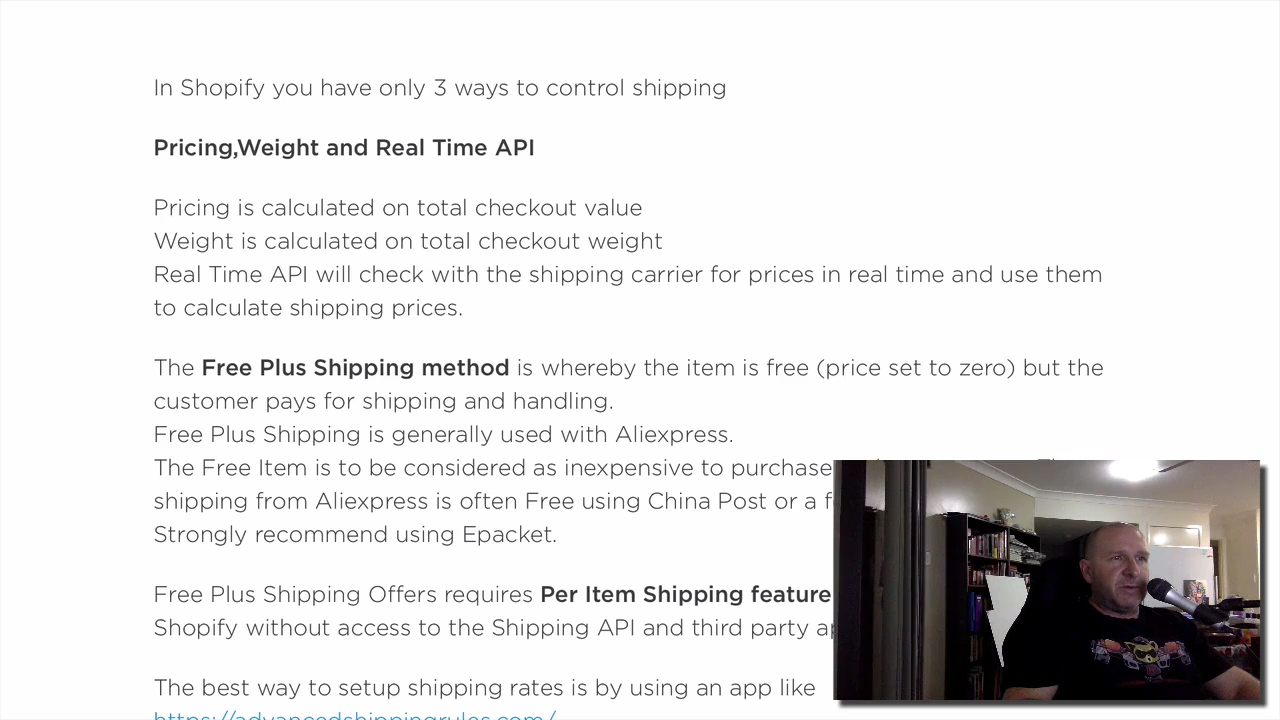 In Shopify you have only 3 ways to control shipping
Pricing,Weight and Real Time API
Pricing is calculated on total checkout value
Weight is calculated on total checkout weight
Real Time API will check with the shipping carrier for prices in real time and use them
to calculate shipping prices.
The Free Plus Shipping method is whereby the item is free (price set to zero) but the
customer pays for shipping and handling.
Free Plus Shipping is generally used with Aliexpress.
The Free Item is to be considered as inexpensive to purchase
shipping from Aliexpress is often Free using China Post or a
Strongly recommend using Epacket.
Free Plus Shipping Offers requires Per Item Shipping feature
Shopify without access to the Shipping API and third party
The best way to setup shipping rates is by using an app like
https://advancedshippingrules.com/